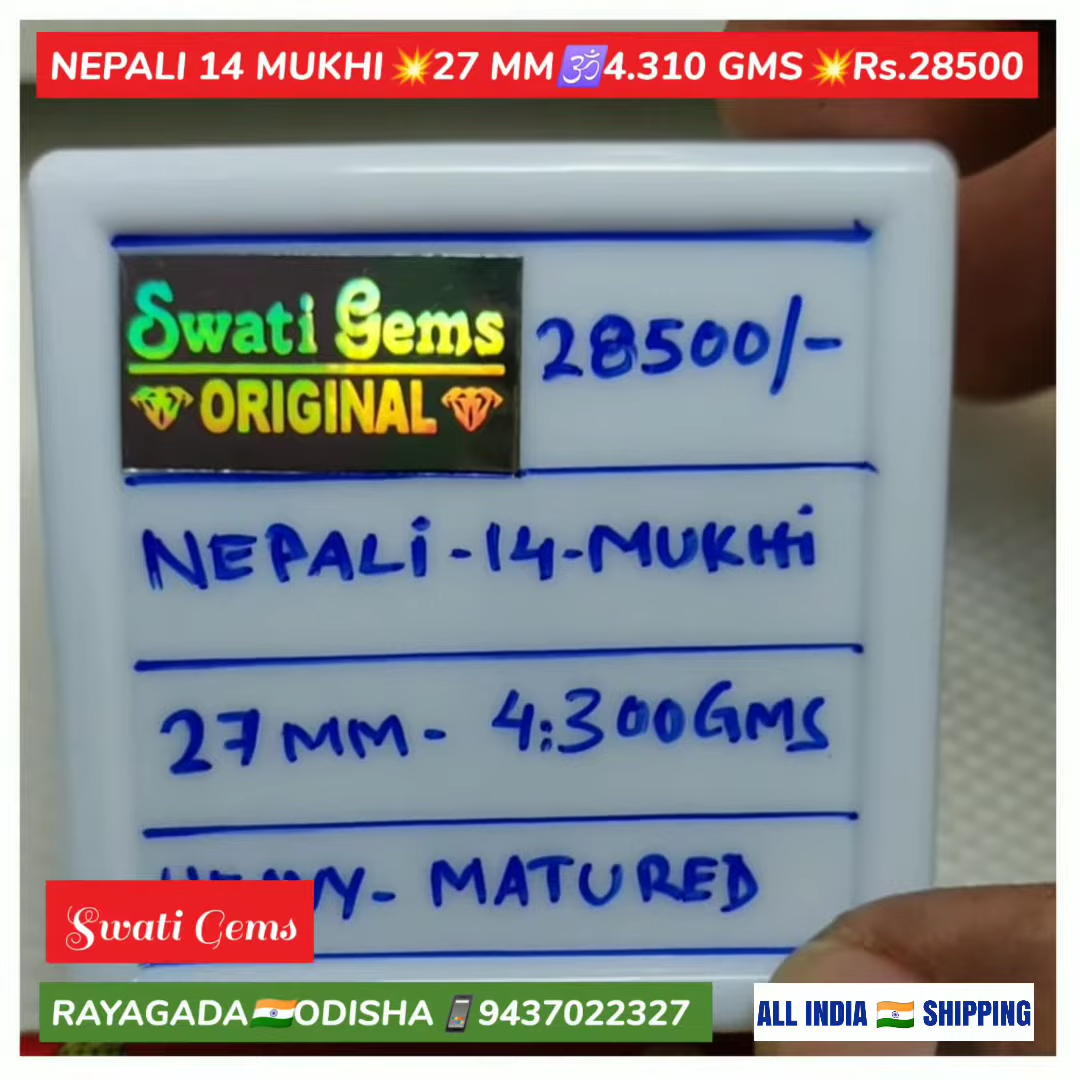 NEPALI 14 MUKHI 💥27 MM🕉️4.310 GMS 💥Rs.28500
Swati Gems
ORIGINAL
28500/-
NEPALi-14-MUKHi
27MM- 4:300GMS
HEAVY- MATURED
Swati Gems
RAYAGADA🇮🇳ODISHA 📱9437022327
ALL INDIA 🇮🇳 SHIPPING